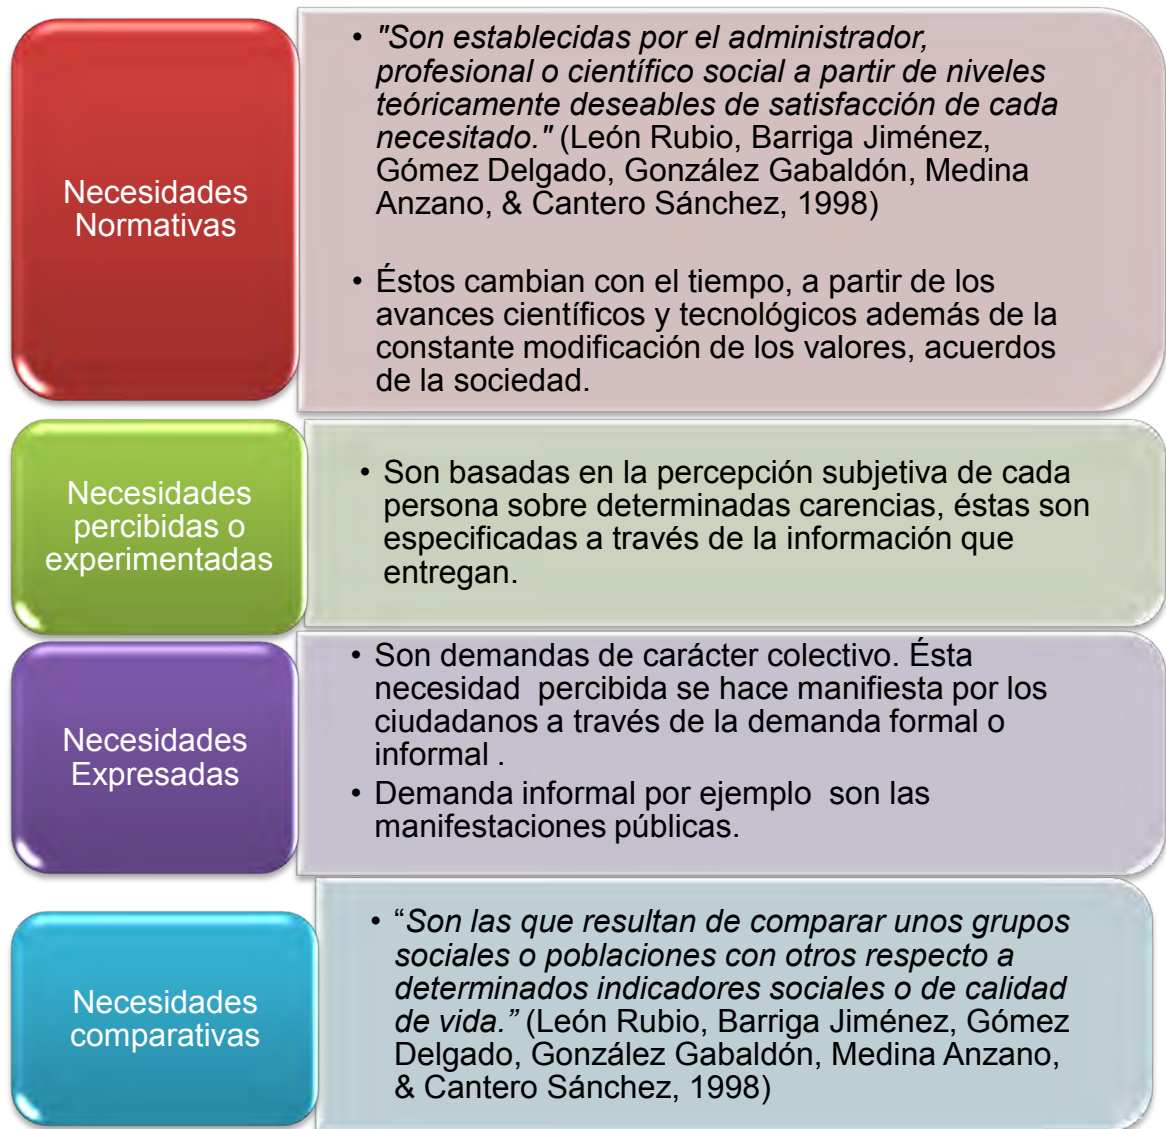 Necesidades
Normativas
• "Son establecidas por el administrador,
profesional o científico social a partir de niveles
teóricamente deseables de satisfacción de cada
necesitado." (León Rubio, Barriga Jiménez,
Gómez Delgado, González Gabaldón, Medina
Anzano, & Cantero Sánchez, 1998)
• Éstos cambian con el tiempo, a partir de los
avances científicos y tecnológicos además de la
constante modificación de los valores, acuerdos
de la sociedad.
Necesidades
percibidas o
experimentadas
• Son basadas en la percepción subjetiva de cada
persona sobre determinadas carencias, éstas son
especificadas a través de la información que
entregan.
Necesidades
Expresadas
• Son demandas de carácter colectivo. Ésta
necesidad  percibida se hace manifiesta por los
ciudadanos a través de la demanda formal o
informal .
• Demanda informal por ejemplo  son las
manifestaciones públicas.
Necesidades
comparativas
• “Son las que resultan de comparar unos grupos
sociales o poblaciones con otros respecto a
determinados indicadores sociales o de calidad
de vida.” (León Rubio, Barriga Jiménez, Gómez
Delgado, González Gabaldón, Medina Anzano,
& Cantero Sánchez, 1998)